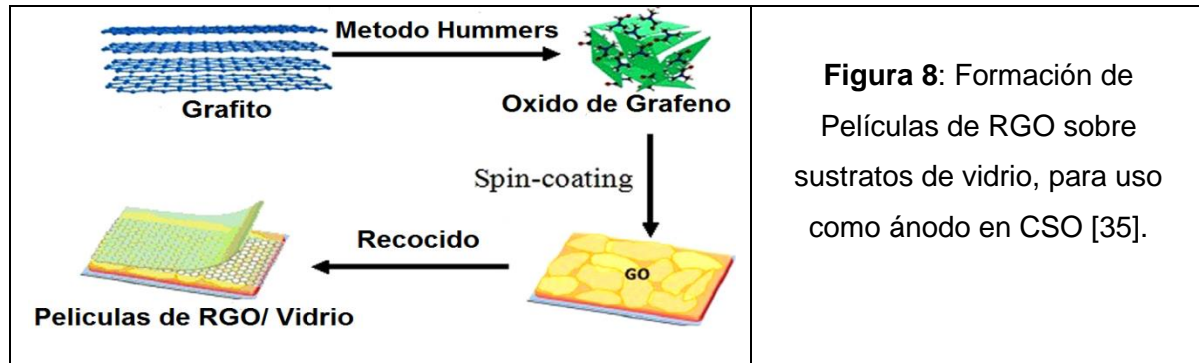 Metodo Hummers
Grafito
Oxido de Grafeno
Spin-coating
GO
Recocido
Peliculas de RGO/ Vidrio
Figura 8: Formación de
Películas de RGO sobre
sustratos de vidrio, para uso
como ánodo en CSO [35].